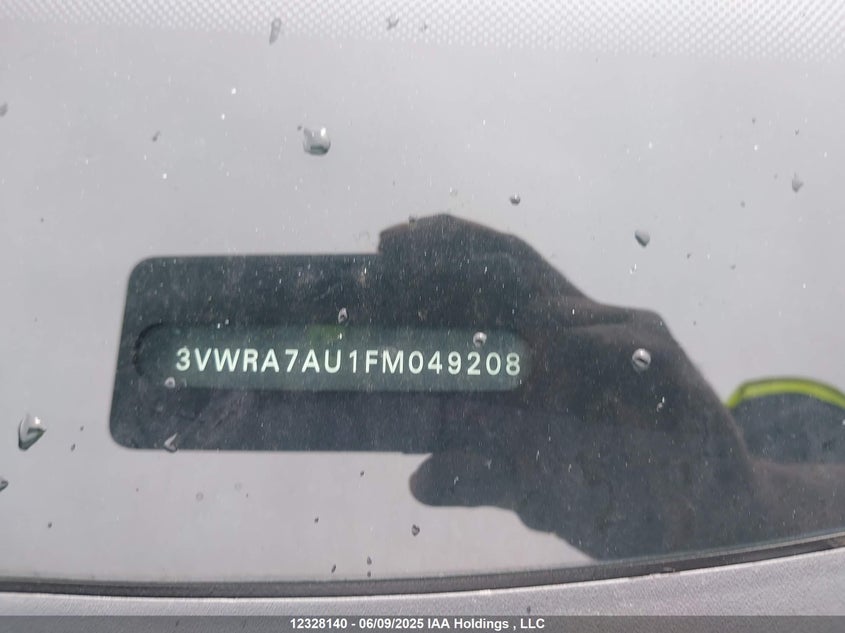 3VWRA7AU1FM049208
12328140 - 06/09/2025 IAA Holdings , LLC